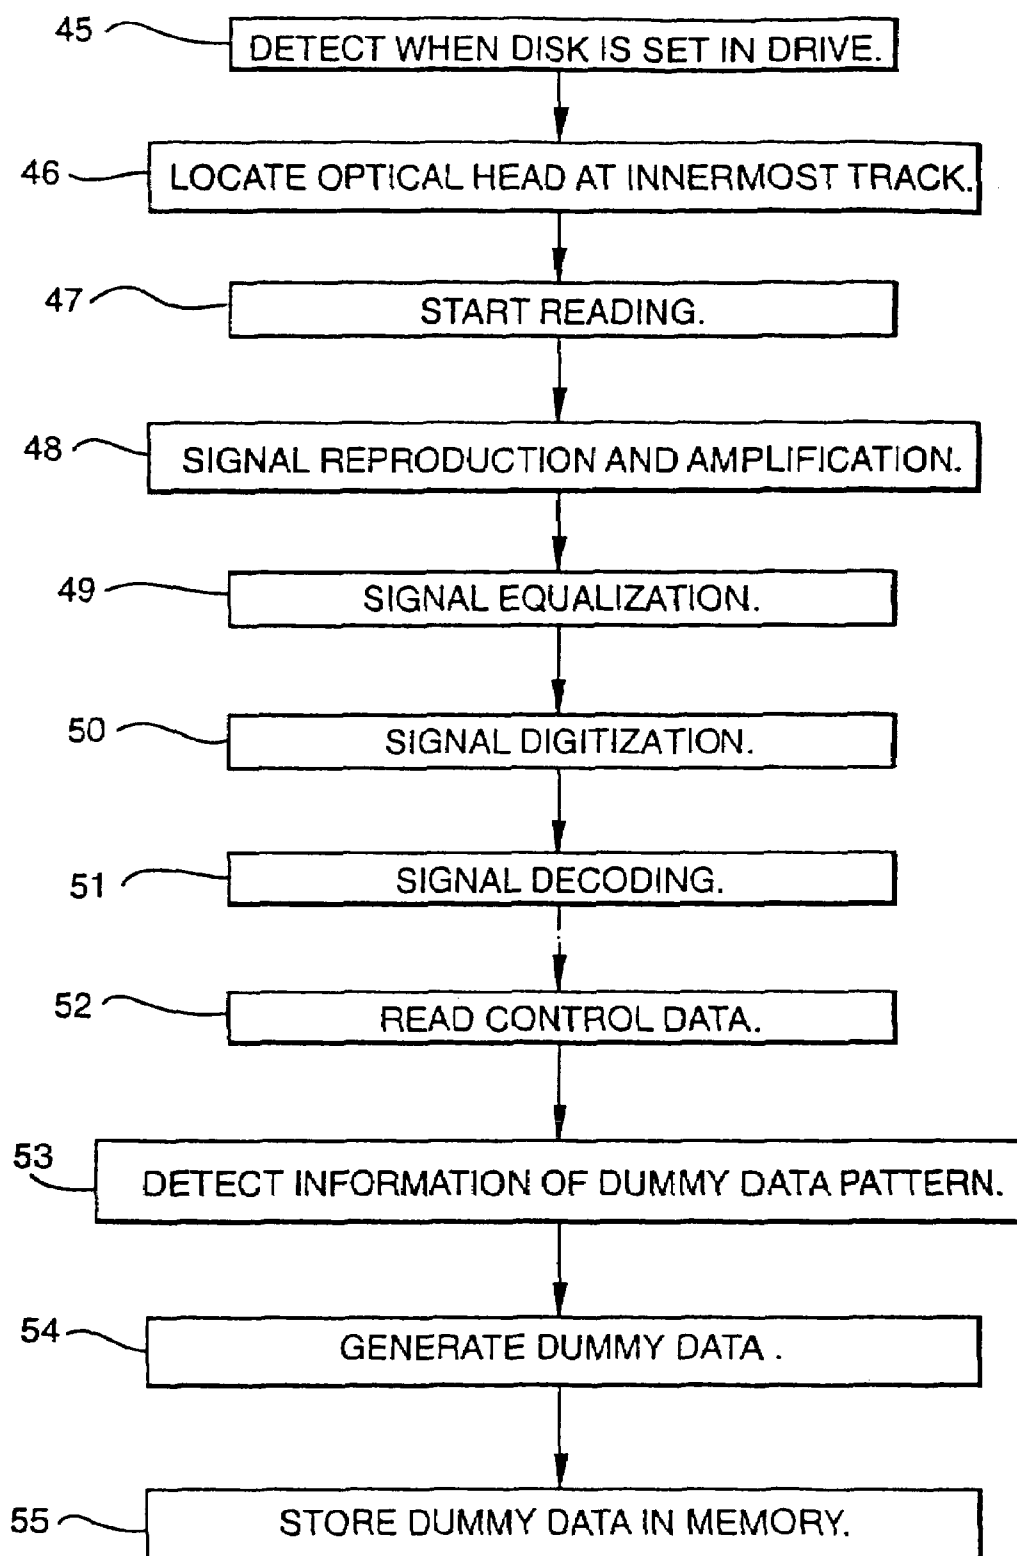 45 DETECT WHEN DISK IS SET IN DRIVE.
46 LOCATE OPTICAL HEAD AT INNERMOST TRACK.
47 START READING.
48 SIGNAL REPRODUCTION AND AMPLIFICATION.
49 SIGNAL EQUALIZATION.
50 SIGNAL DIGITIZATION.
51 SIGNAL DECODING.
52 READ CONTROL DATA.
53 DETECT INFORMATION OF DUMMY DATA PATTERN.
54 GENERATE DUMMY DATA .
55 STORE DUMMY DATA IN MEMORY.